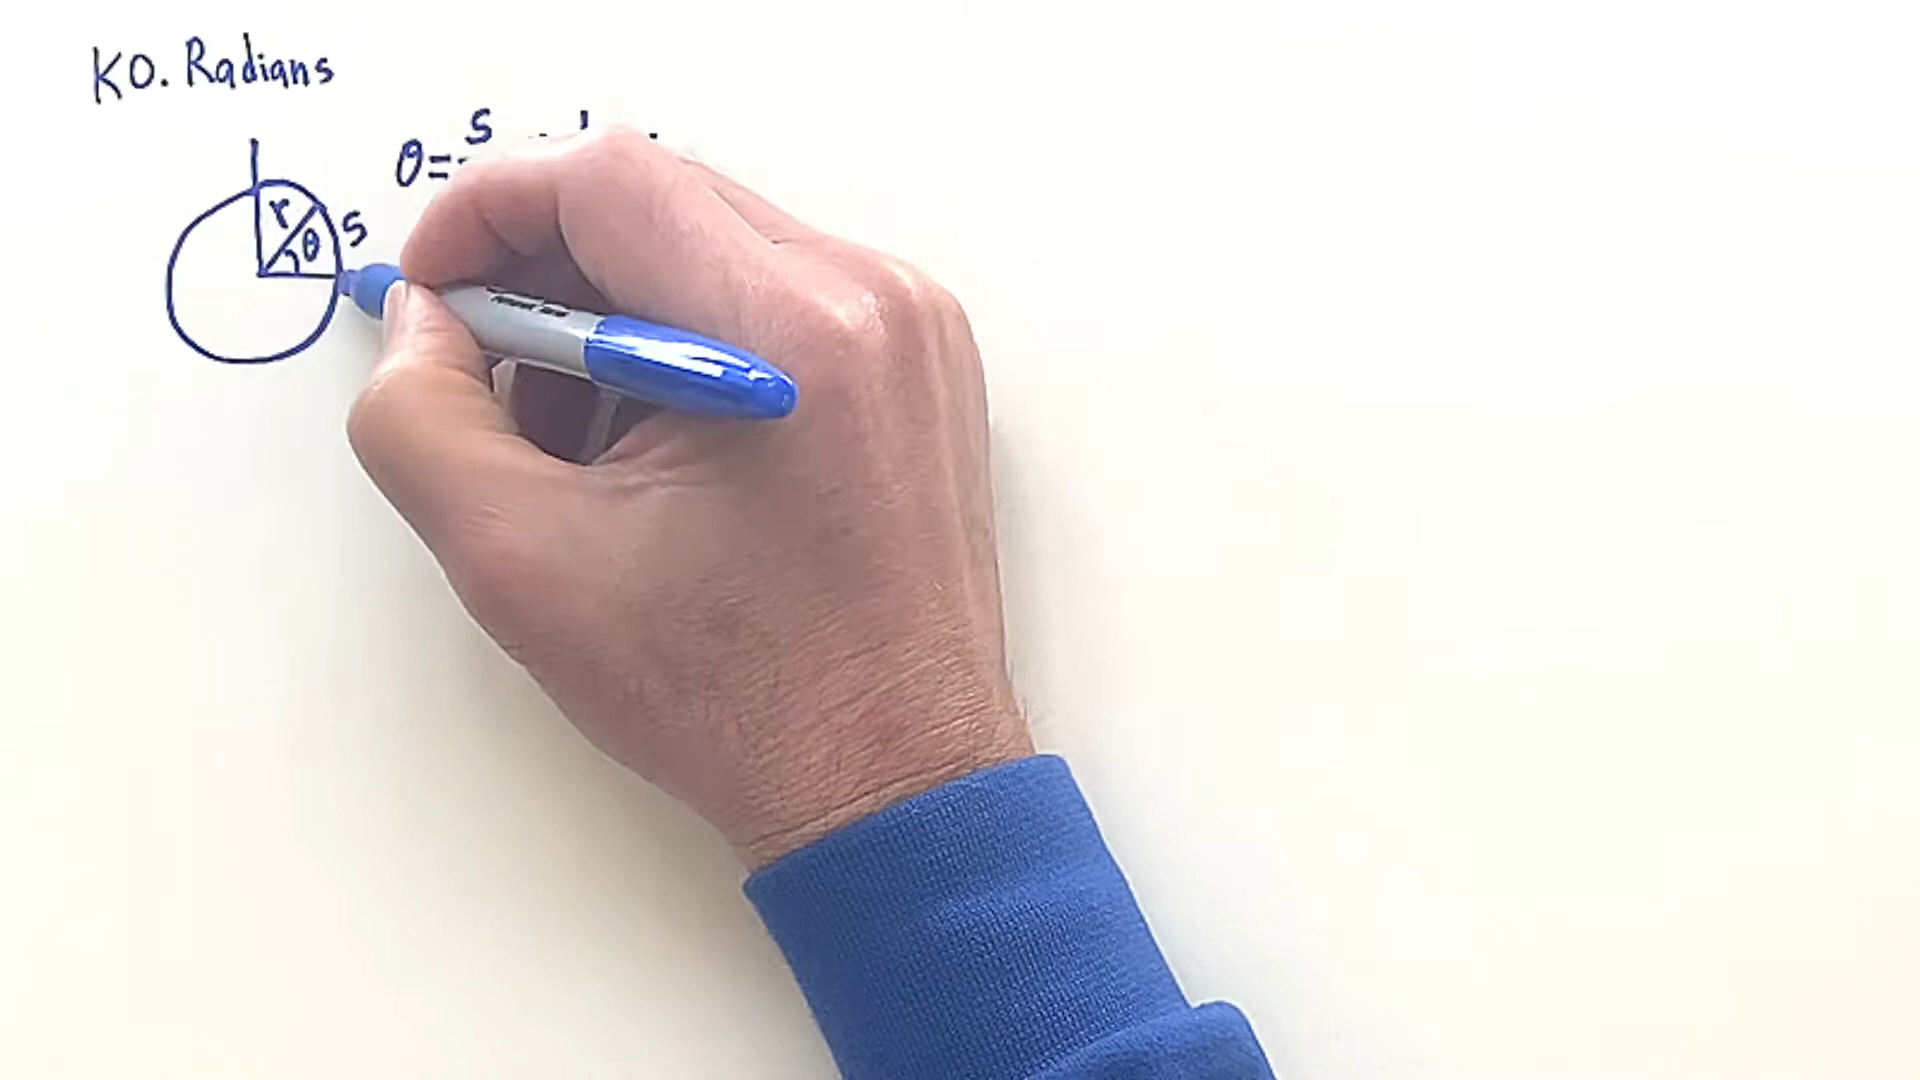 KO. Radians
θ=s
r
θ
s